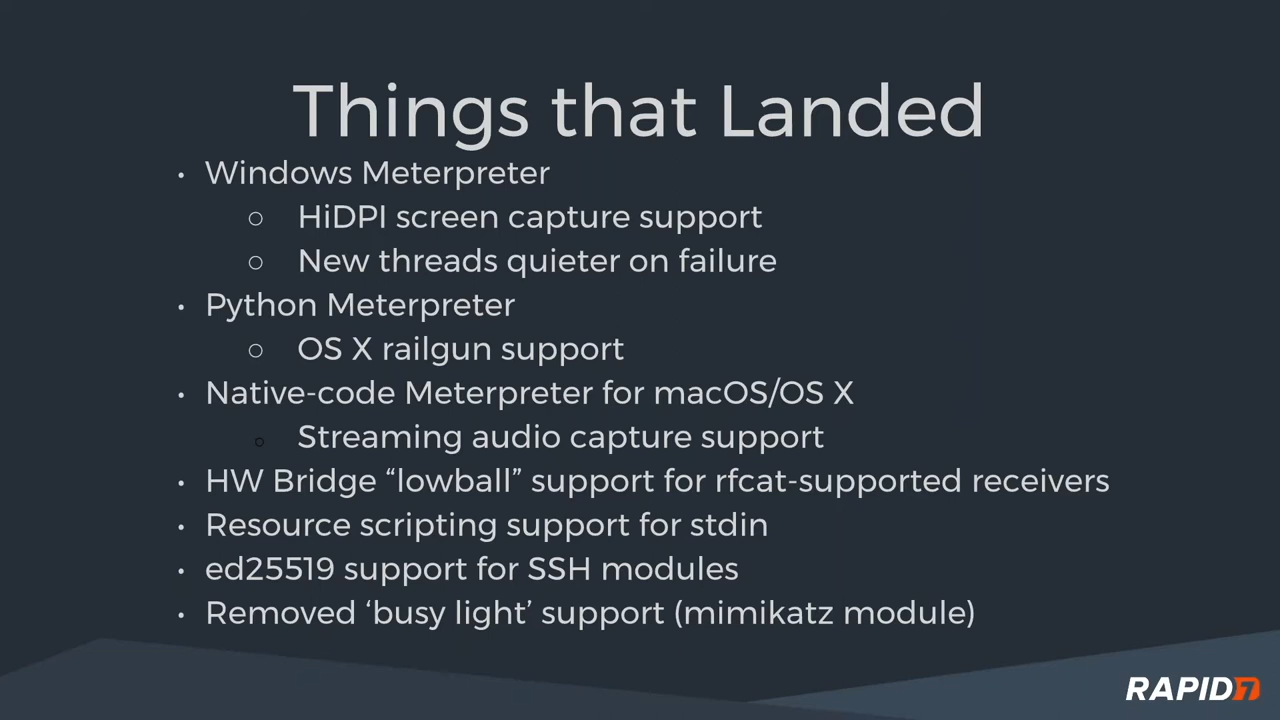 Things that Landed
• Windows Meterpreter
○ HiDPI screen capture support
○ New threads quieter on failure
• Python Meterpreter
○ OS X railgun support
• Native-code Meterpreter for macOS/OS X
○ Streaming audio capture support
• HW Bridge “lowball” support for rfcat-supported receivers
• Resource scripting support for stdin
• ed25519 support for SSH modules
• Removed ‘busy light’ support (mimikatz module)
RAPID7